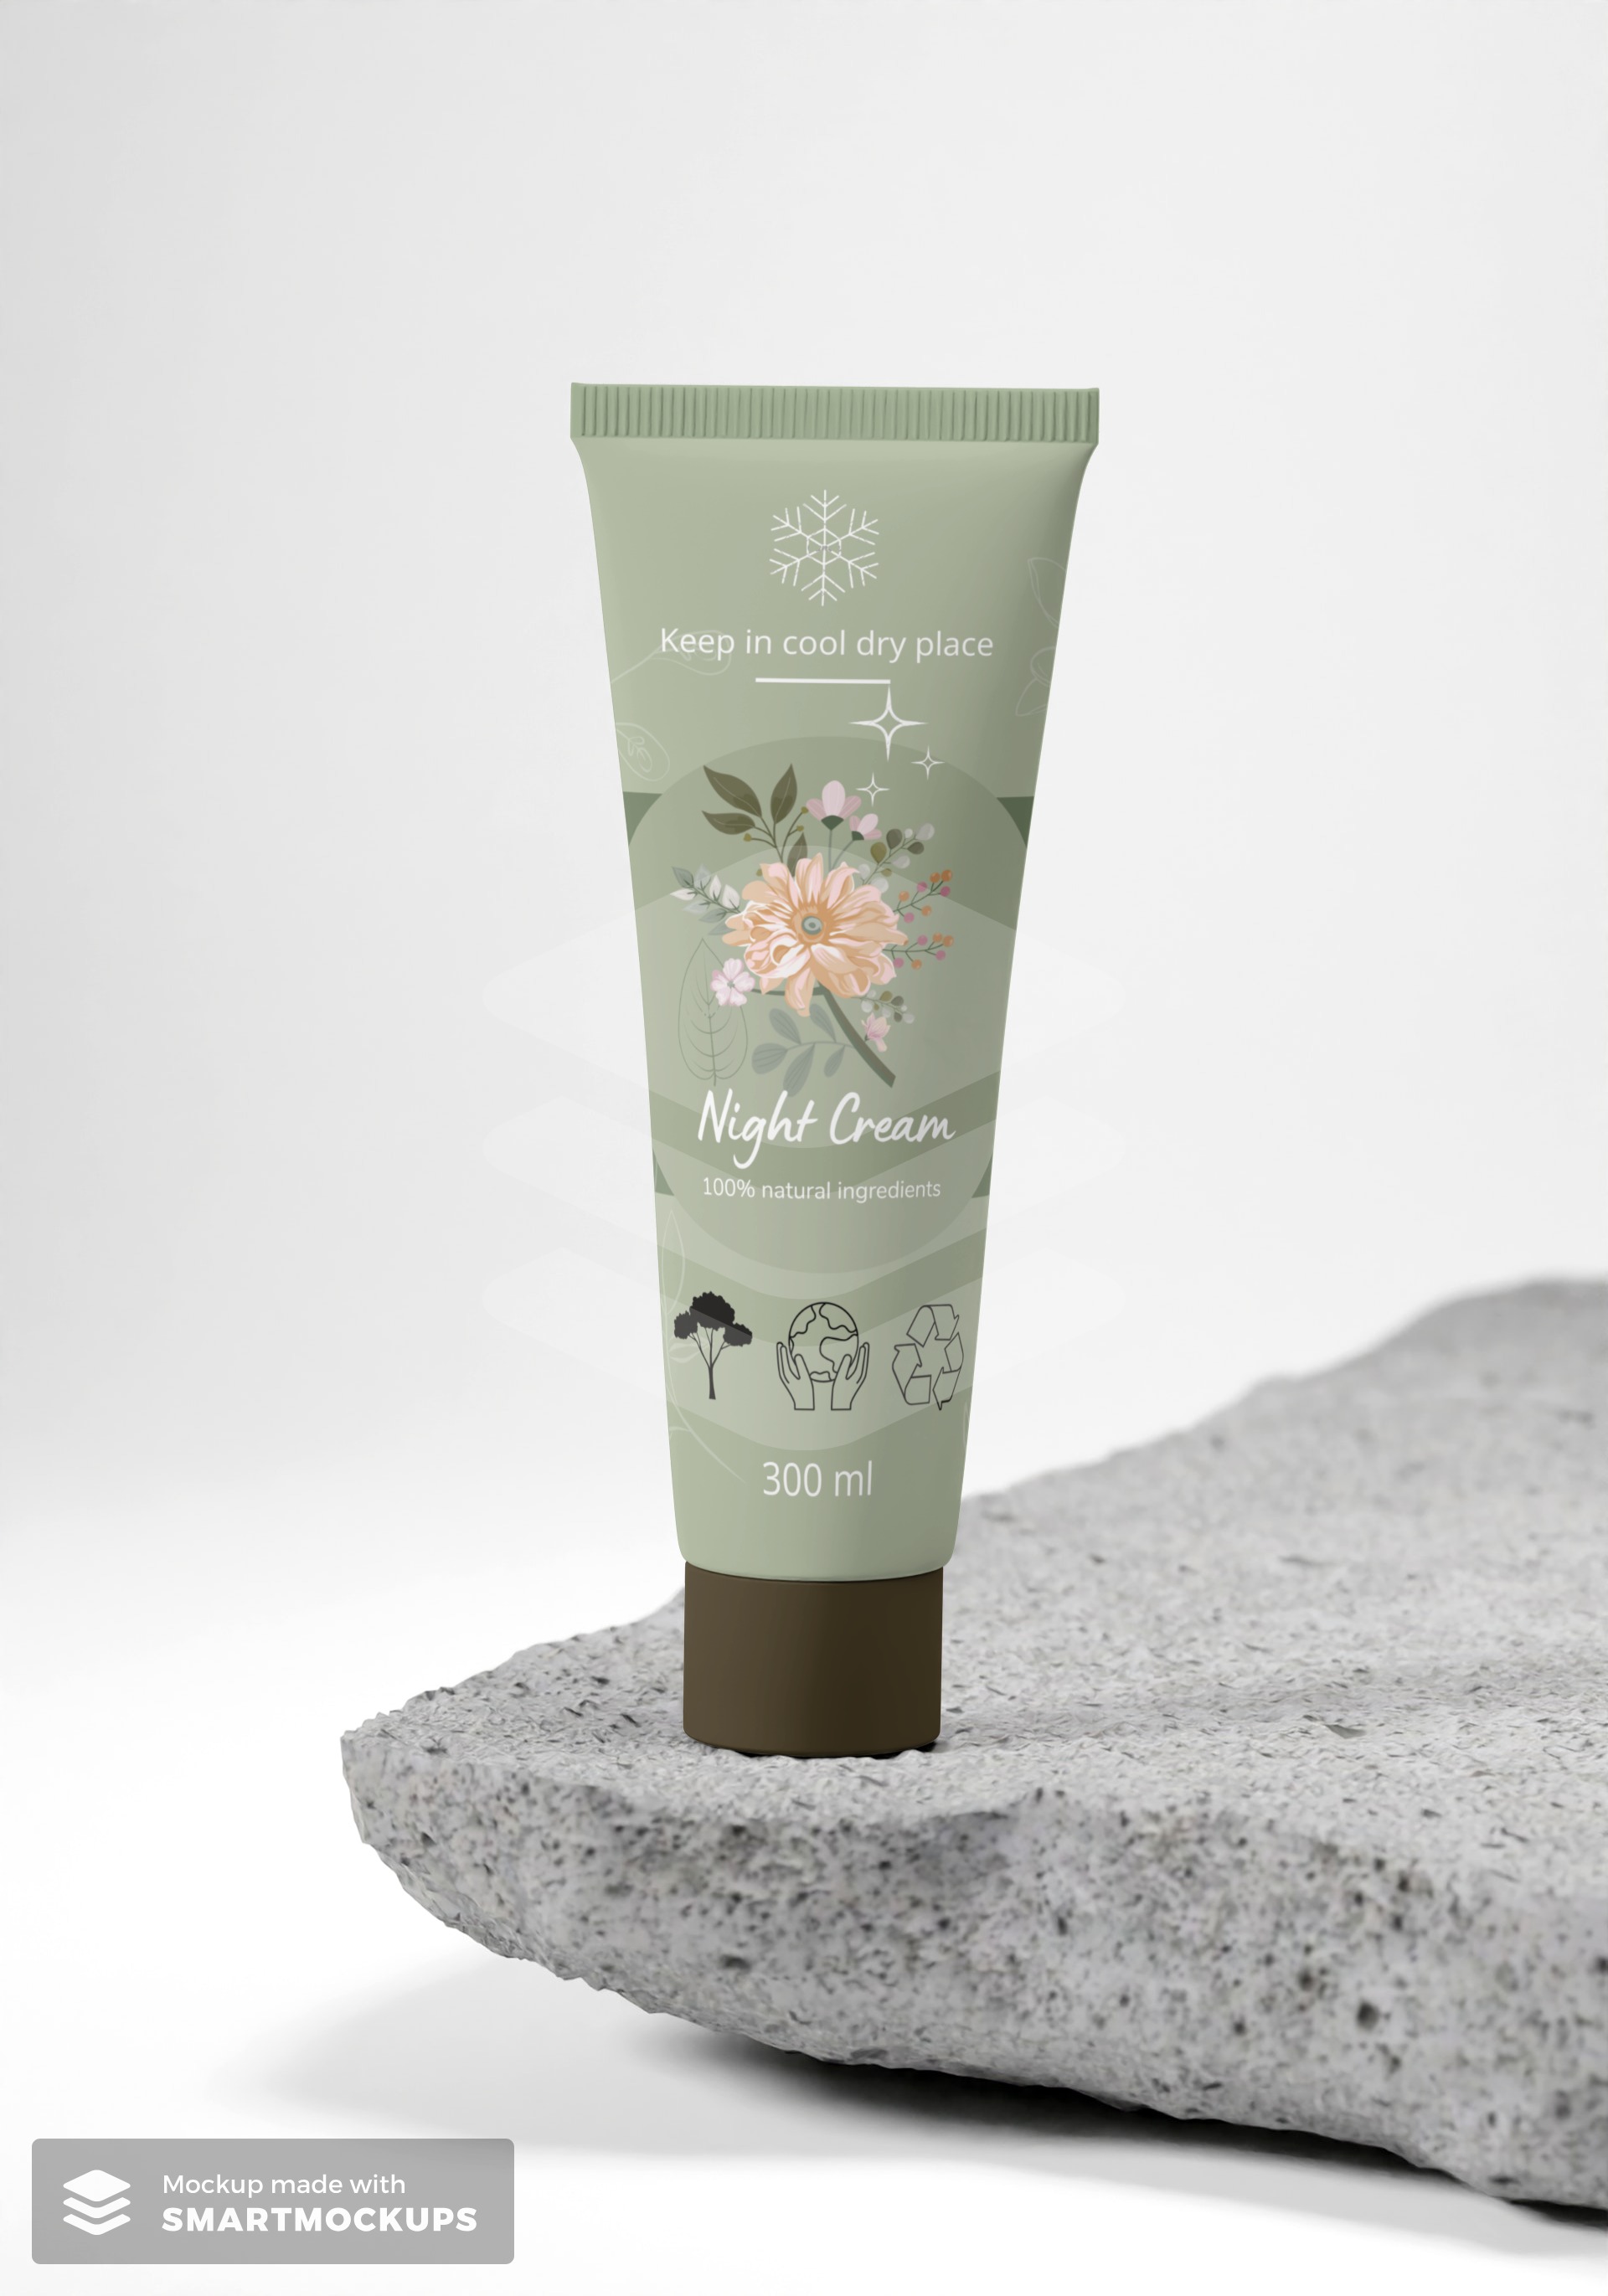 Keep in cool dry place
Night Cream
100% natural ingredients
300 ml
Mockup made with
SMARTMOCKUPS